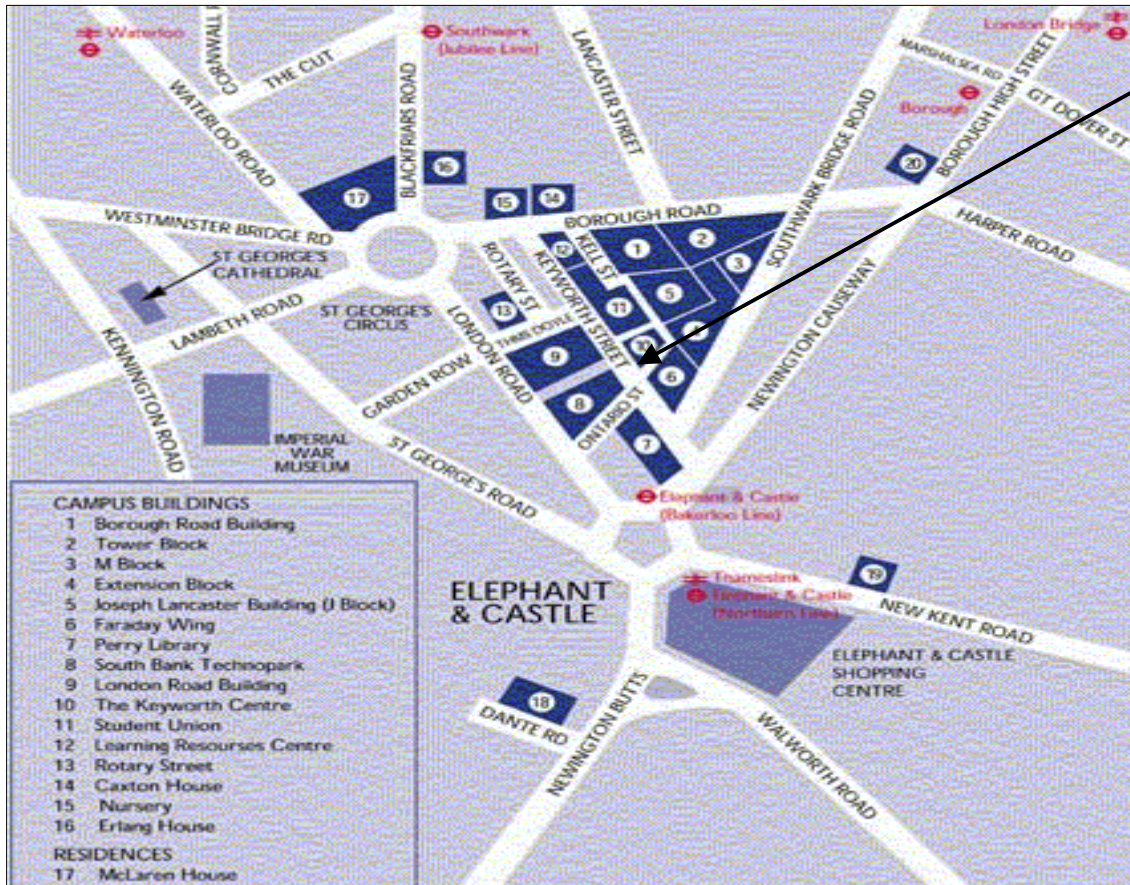 Waterloo
Southwark
(Jubilee Line)
London Bridge
CORNWALL R
THE CUT
LANCASTER STREET
MARSHALSEA RD
WATERLOO ROAD
BLACKFRIARS ROAD
SOUTHWARK BRIDGE ROAD
Borough
BOROUGH HIGH STREET
GT DOVER ST
16
20
17
15
14
BOROUGH ROAD
WESTMINSTER BRIDGE RD
HARPER ROAD
12
KELL ST
1
2
3
ST GEORGE'S
CATHEDRAL
ROTARY ST
KEYWORTH STREET
5
NEWINGTON CAUSEWAY
LAMBETH ROAD
ST GEORGE'S
CIRCUS
13
11
LONDON ROAD
THMS DOYLE
10
9
6
KENNINGTON ROAD
GARDEN ROW
8
ONTARIO ST
7
IMPERIAL
WAR
MUSEUM
ST GEORGE'S ROAD
Elephant & Castle
(Bakerloo Line)
ELEPHANT
& CASTLE
Thameslink
Elephant & Castle
(Northern Line)
19
NEW KENT ROAD
ELEPHANT & CASTLE
SHOPPING
CENTRE
18
DANTE RD
NEWINGTON BUTTS
WALWORTH ROAD
CAMPUS BUILDINGS
1 Borough Road Building
2 Tower Block
3 M Block
4 Extension Block
5 Joseph Lancaster Building (J Block)
6 Faraday Wing
7 Perry Library
8 South Bank Technopark
9 London Road Building
10 The Keyworth Centre
11 Student Union
12 Learning Resourses Centre
13 Rotary Street
14 Caxton House
15 Nursery
16 Erlang House
RESIDENCES
17 McLaren House